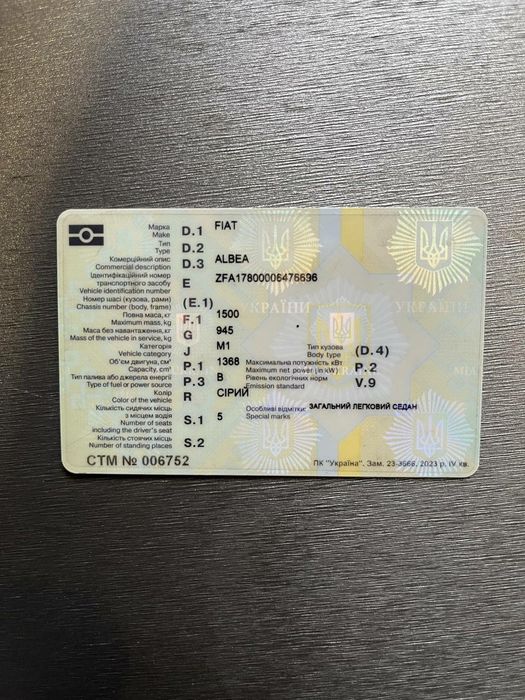 Марка D.1 FIAT
Make
Тип D.2
Type
Комерційний опис D.3 ALBEA
Commercial description
Ідентифікаційний номер E ZFA17800006476696
транспортного засобу
Vehicle identification number
Номер шасі (кузова, рами) (E.1)
Chassis number (body, frame)
Повна маса, кг F.1 1500
Maximum mass, kg
Маса без навантаження, кг G 945
Mass of the vehicle in service, kg
Категорія J M1
Vehicle category
Об'єм двигуна, см³ P.1 1368
Capacity, cm³
Тип палива або джерела енергії P.3 B
Type of fuel or power source
Колір R СІРИЙ
Color of the vehicle
Кількість сидячих місць S.1 5
з місцем водія
Number of seats
including the driver's seat
Кількість стоячих місць S.2
Number of standing places
Тип кузова (D.4)
Body type
Максимальна потужність кВт P.2
Maximum net power (in kW)
Рівень екологічних норм V.9
Emission standard
Особливі відмітки: ЗАГАЛЬНИЙ ЛЕГКОВИЙ СЕДАН
Special marks
УКРАЇНИ
МІА
СТМ № 006752
ПК "Україна". Зам. 23-3666, 2023 р. IV кв.